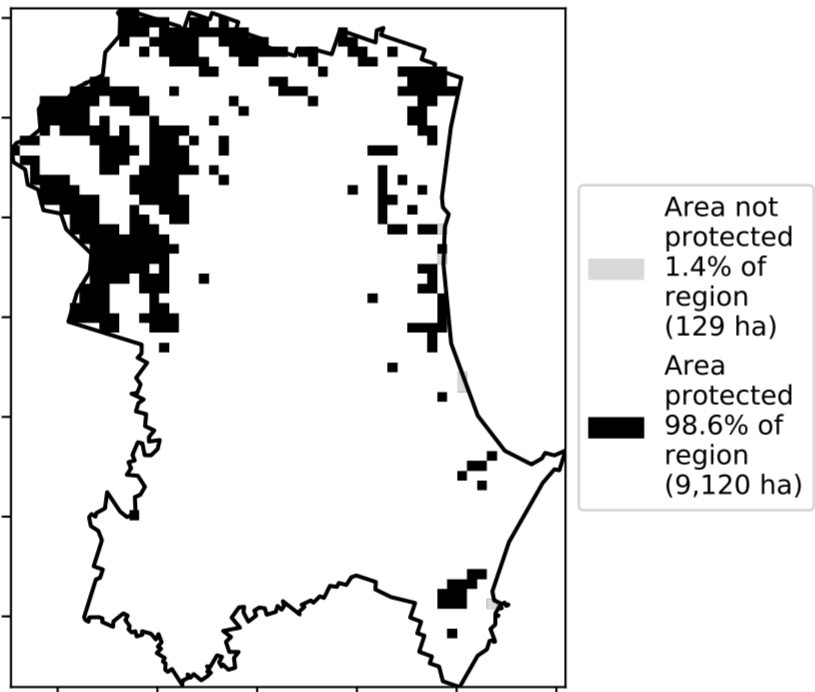 Area not
protected
1.4% of
region
(129 ha)
Area
protected
98.6% of
region
(9,120 ha)